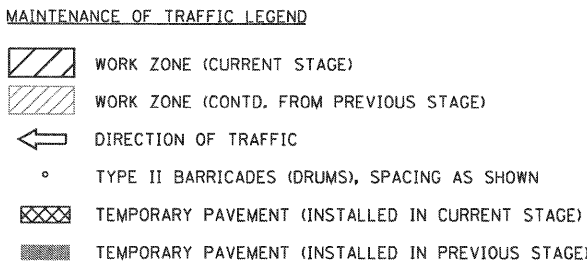 MAINTENANCE OF TRAFFIC LEGEND
WORK ZONE (CURRENT STAGE)
WORK ZONE (CONTD. FROM PREVIOUS STAGE)
DIRECTION OF TRAFFIC
TYPE II BARRICADES (DRUMS), SPACING AS SHOWN
TEMPORARY PAVEMENT (INSTALLED IN CURRENT STAGE)
TEMPORARY PAVEMENT (INSTALLED IN PREVIOUS STAGE)